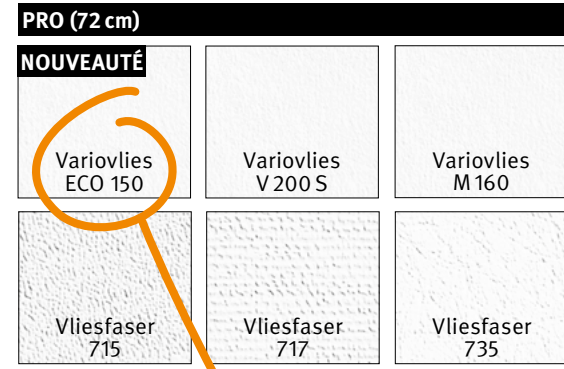 PRO (72 cm)
NOUVEAUTÉ
Variovlies
ECO 150
Variovlies
V 200 S
Variovlies
M 160
Vliesfaser
715
Vliesfaser
717
Vliesfaser
735